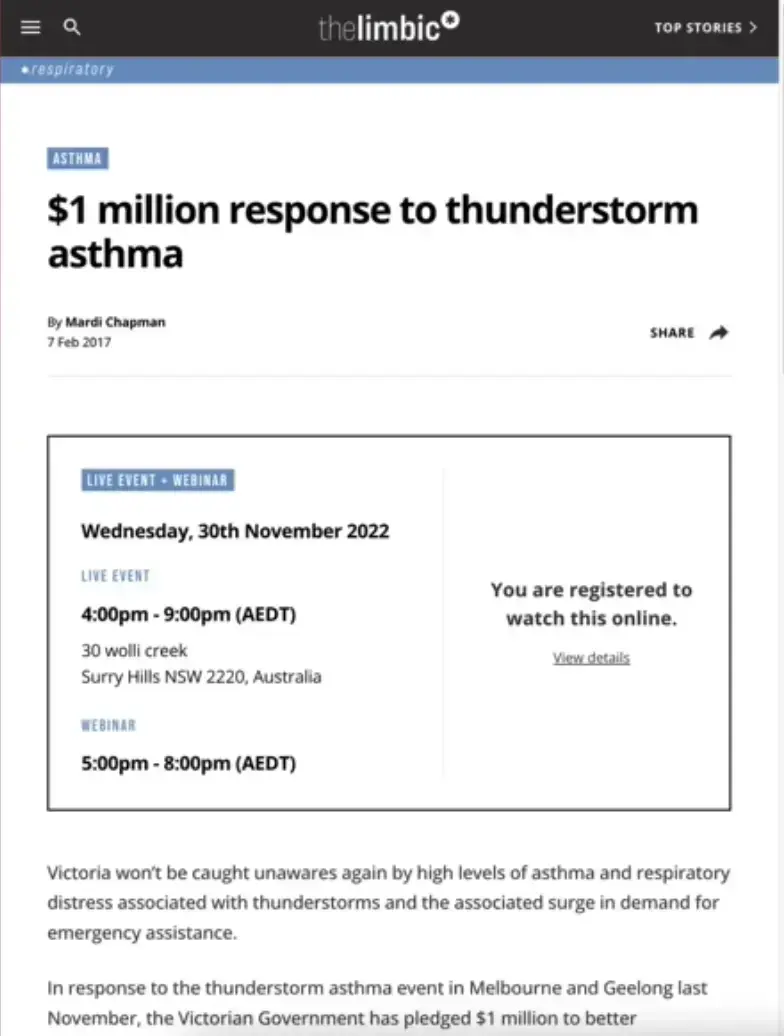 thelimbic
TOP STORIES
respiratory
ASTHMA
$1 million response to thunderstorm
asthma
By Mardi Chapman
7 Feb 2017
SHARE
LIVE EVENT + WEBINAR
Wednesday, 30th November 2022
LIVE EVENT
4:00pm - 9:00pm (AEDT)
30 wolli creek
Surry Hills NSW 2220, Australia
WEBINAR
5:00pm - 8:00pm (AEDT)
You are registered to
watch this online.
View details
Victoria won't be caught unawares again by high levels of asthma and respiratory
distress associated with thunderstorms and the associated surge in demand for
emergency assistance.
In response to the thunderstorm asthma event in Melbourne and Geelong last
November, the Victorian Government has pledged $1 million to better